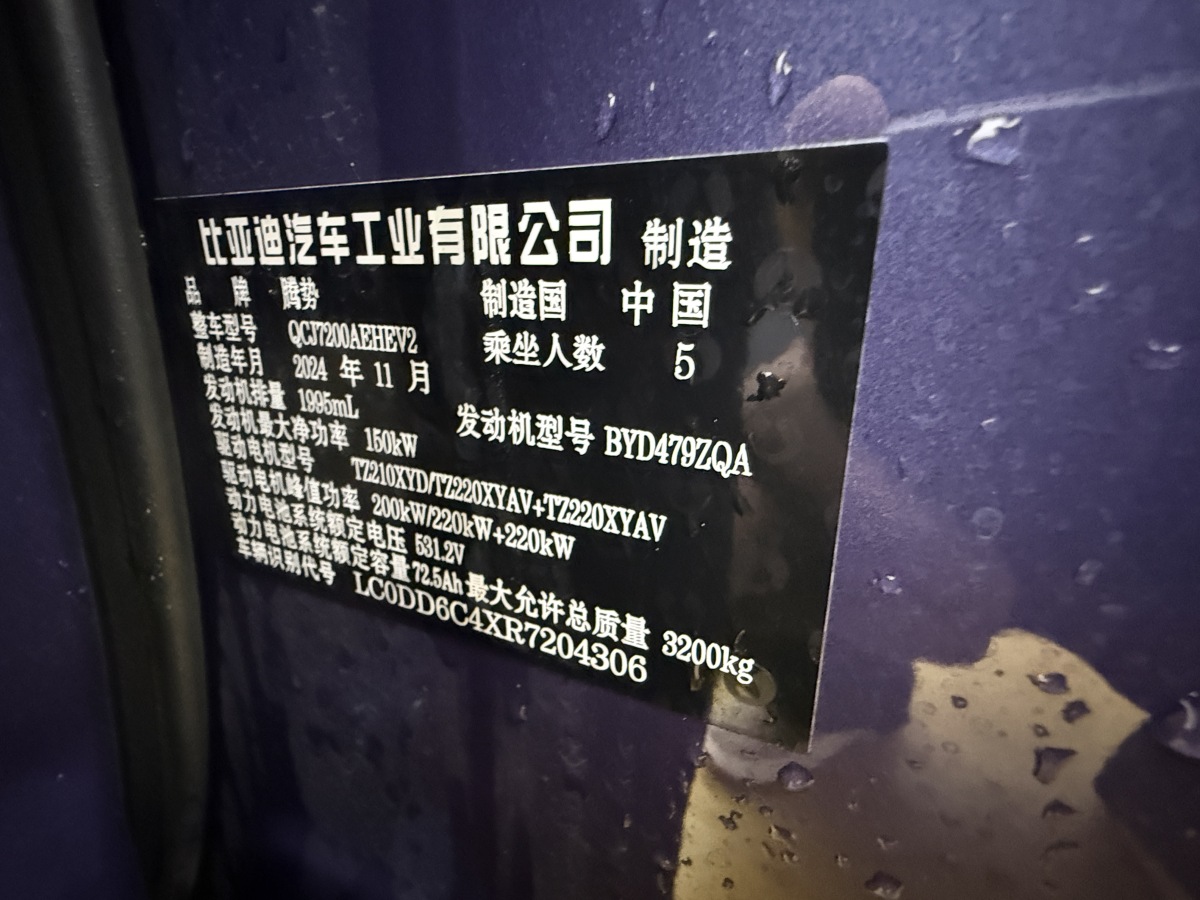 比亚迪汽车工业有限公司 制造
品 牌 腾势 制造国 中国
整车型号 QCJ7200AEHEV2 乘坐人数 5
制造年月 2024 年 11 月
发动机排量 1995mL 发动机型号 BYD479ZQA
发动机最大净功率 150kW
驱动电机型号 TZ210XYD/TZ220XYAV+TZ220XYAV
驱动电机峰值功率 200kW/220kW+220kW
动力电池系统额定电压 531.2V
动力电池系统额定容量 72.5Ah 最大允许总质量 3200kg
车辆识别代号 LC0DD6C4XR7204306